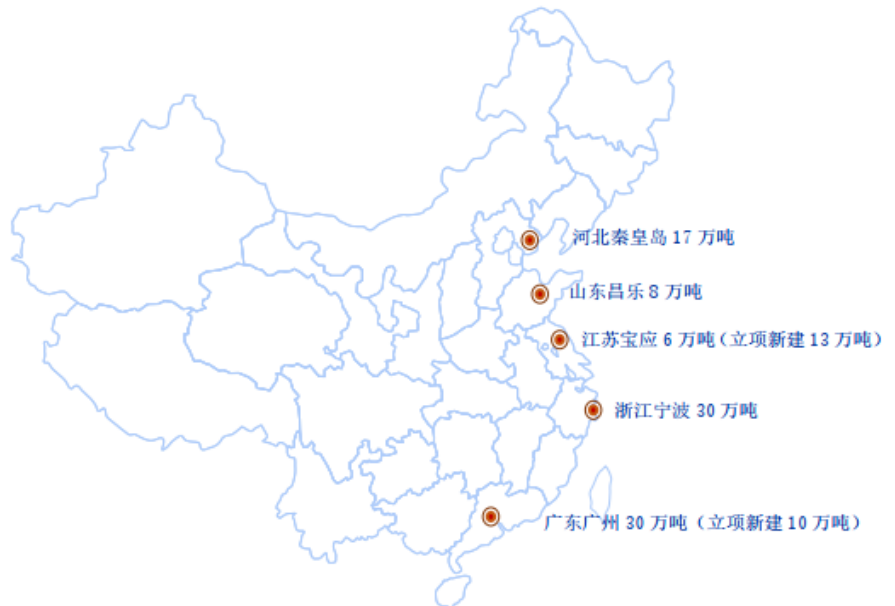 河北秦皇岛 17 万吨
山东昌乐 8 万吨
江苏宝应 6 万吨（立项新建 13 万吨）
浙江宁波 30 万吨
广东广州 30 万吨（立项新建 10 万吨）